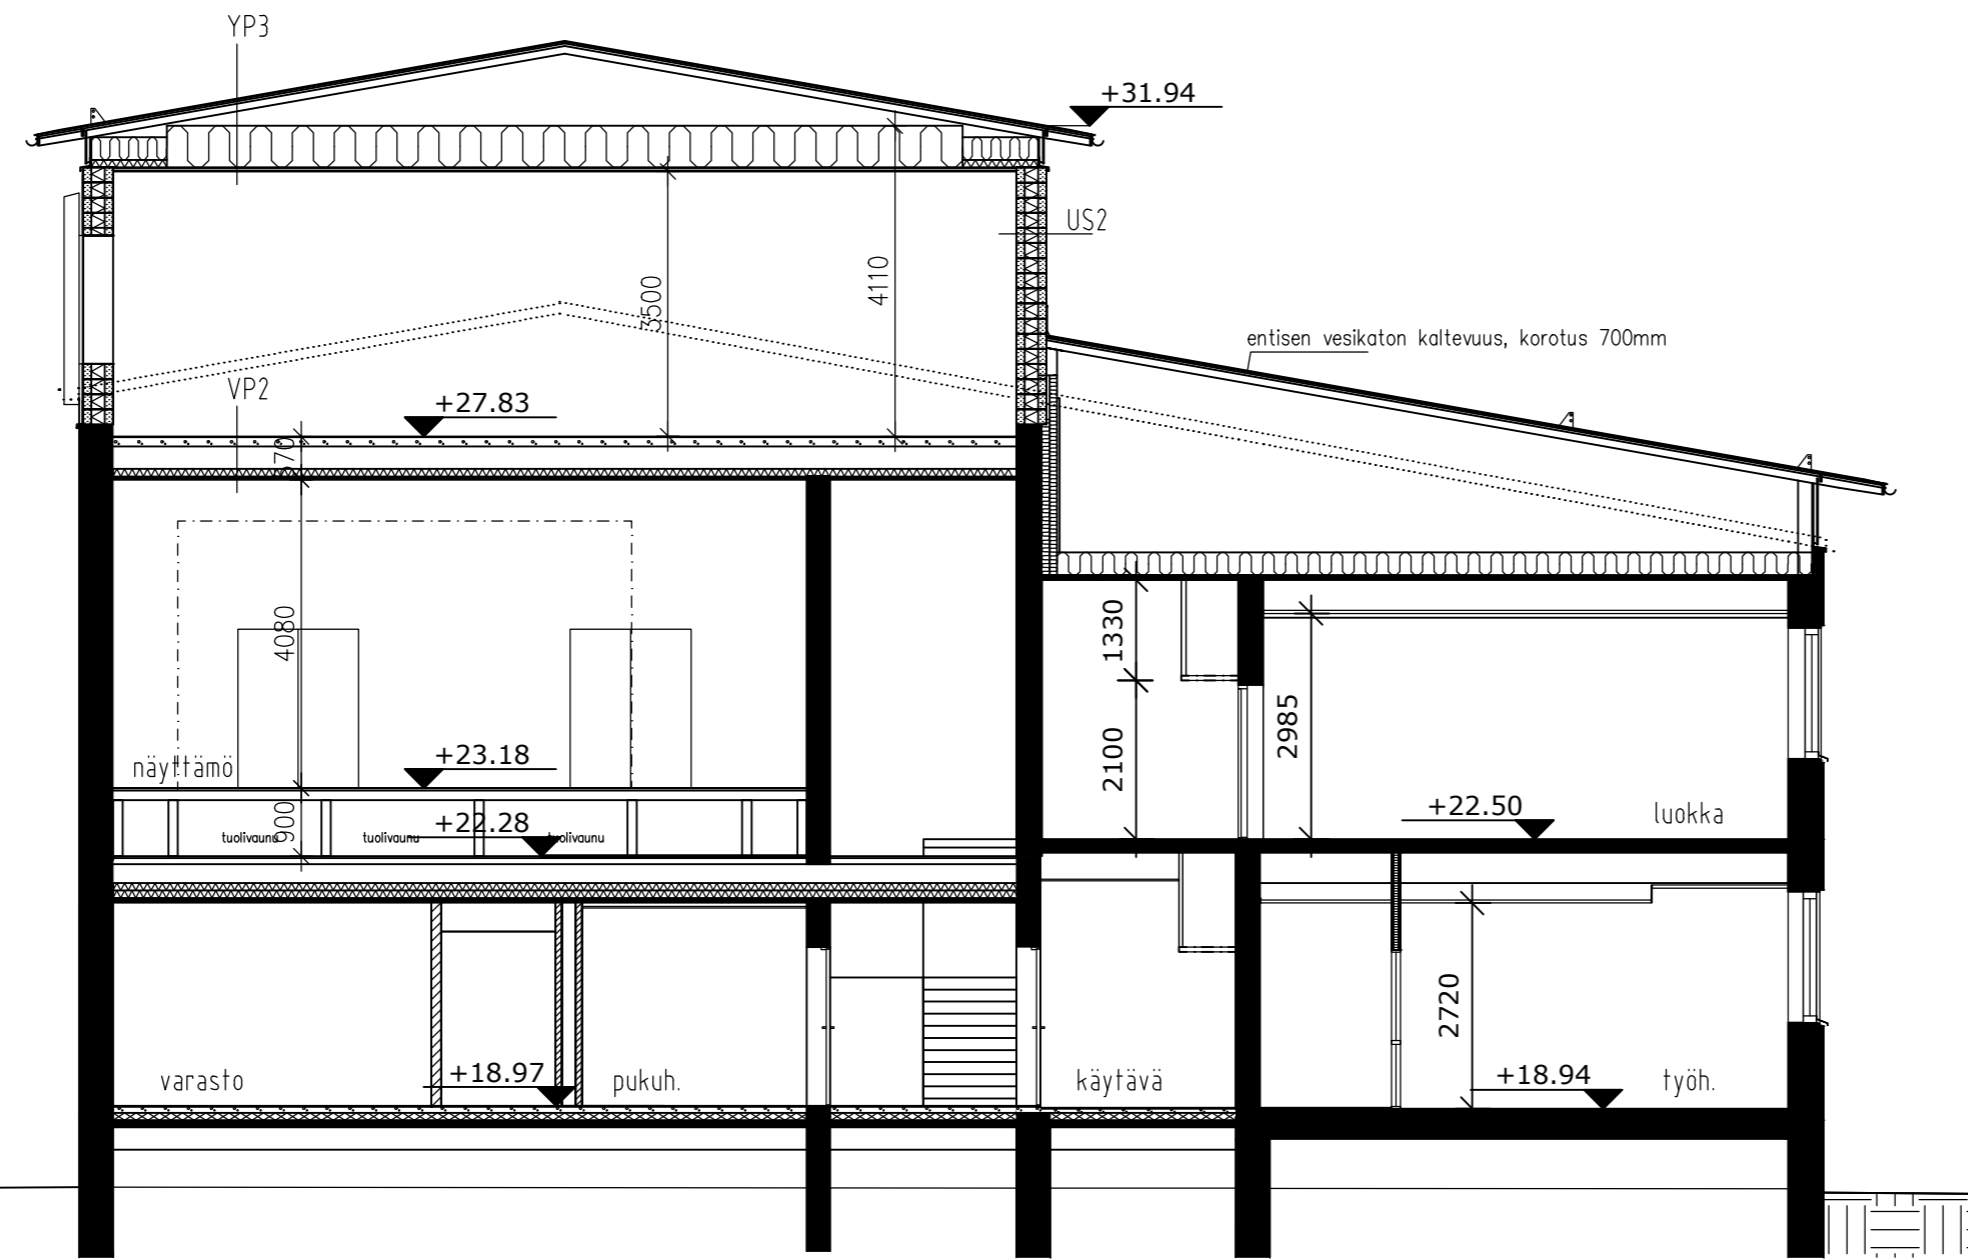 YP3
+31.94
US2
3500
4110
entisen vesikaton kaltevuus, korotus 700mm
VP2
+27.83
570
4080
1330
2985
2100
näyttämö
+23.18
+22.50
luokka
900
tuolivaunu
tuolivaunu
+22.28
tuolivaunu
2720
varasto
+18.97
pukuh.
käytävä
+18.94
työh.